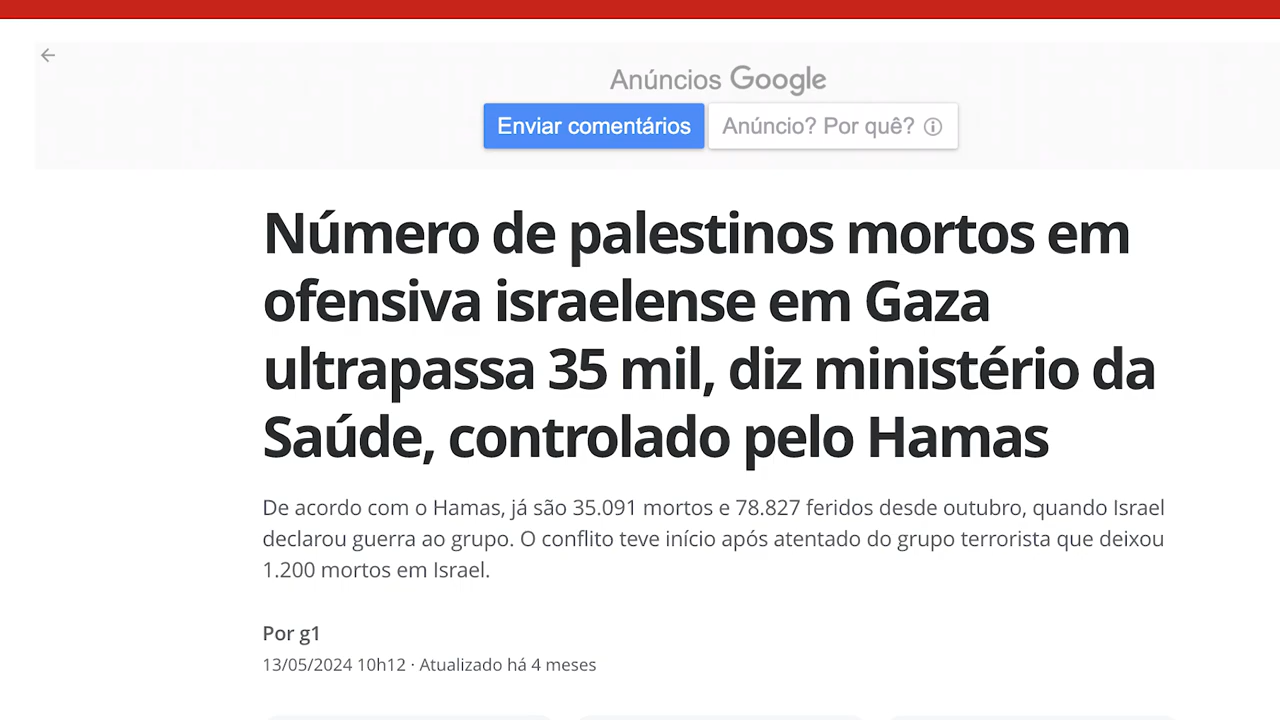 Anúncios Google
Enviar comentários
Anúncio? Por quê?
Número de palestinos mortos em
ofensiva israelense em Gaza
ultrapassa 35 mil, diz ministério da
Saúde, controlado pelo Hamas
De acordo com o Hamas, já são 35.091 mortos e 78.827 feridos desde outubro, quando Israel
declarou guerra ao grupo. O conflito teve início após atentado do grupo terrorista que deixou
1.200 mortos em Israel.
Por g1
13/05/2024 10h12 · Atualizado há 4 meses